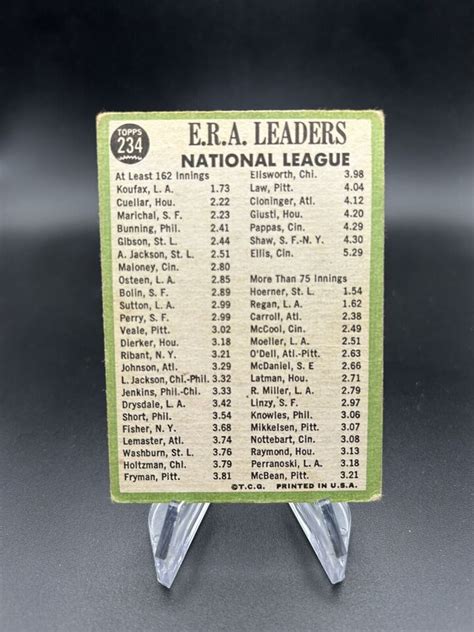 TOPPS
234
E.R.A. LEADERS
NATIONAL LEAGUE
At Least 162 Innings
Koufax, L. A. 1.73
Cuellar, Hou. 2.22
Marichal, S. F. 2.23
Bunning, Phil. 2.41
Gibson, St. L. 2.44
A. Jackson, St. L. 2.51
Maloney, Cin. 2.80
Osteen, L. A. 2.85
Bolin, S. F. 2.89
Sutton, L. A. 2.99
Perry, S. F. 2.99
Veale, Pitt. 3.02
Dierker, Hou. 3.18
Ribant, N. Y. 3.21
Johnson, Atl. 3.29
L. Jackson, Chi.-Phil. 3.32
Jenkins, Phil.-Chi. 3.33
Drysdale, L. A. 3.42
Short, Phil. 3.54
Fisher, N. Y. 3.68
Lemaster, Atl. 3.74
Washburn, St. L. 3.76
Holtzman, Chi. 3.79
Fryman, Pitt. 3.81
Ellsworth, Chi. 3.98
Law, Pitt. 4.04
Cloninger, Atl. 4.12
Giusti, Hou. 4.20
Pappas, Cin. 4.29
Shaw, S. F.-N. Y. 4.30
Ellis, Cin. 5.29
More Than 75 Innings
Hoerner, St. L. 1.54
Regan, L. A. 1.62
Carroll, Atl. 2.38
McCool, Cin. 2.49
Moeller, L. A. 2.51
O'Dell, Atl.-Pitt. 2.63
McDaniel, S. F. 2.66
Latman, Hou. 2.71
R. Miller, L. A. 2.79
Linzy, S. F. 2.97
Knowles, Phil. 3.06
Mikkelsen, Pitt. 3.07
Nottebart, Cin. 3.08
Raymond, Hou. 3.13
Perranoski, L. A. 3.18
McBean, Pitt. 3.21
©T.C.G. PRINTED IN U.S.A.